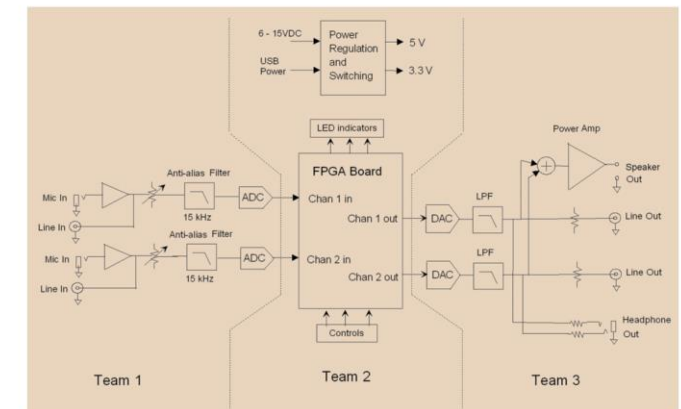 6 - 15VDC
USB
Power
Power
Regulation
and
Switching
5 V
3.3 V
LED indicators
FPGA Board
Chan 1 in
Chan 1 out
Chan 2 in
Chan 2 out
Controls
Mic In
Line In
Anti-alias Filter
15 kHz
ADC
Mic In
Line In
Anti-alias Filter
15 kHz
ADC
DAC
LPF
DAC
LPF
Power Amp
Speaker
Out
Line Out
Line Out
Headphone
Out
Team 1
Team 2
Team 3